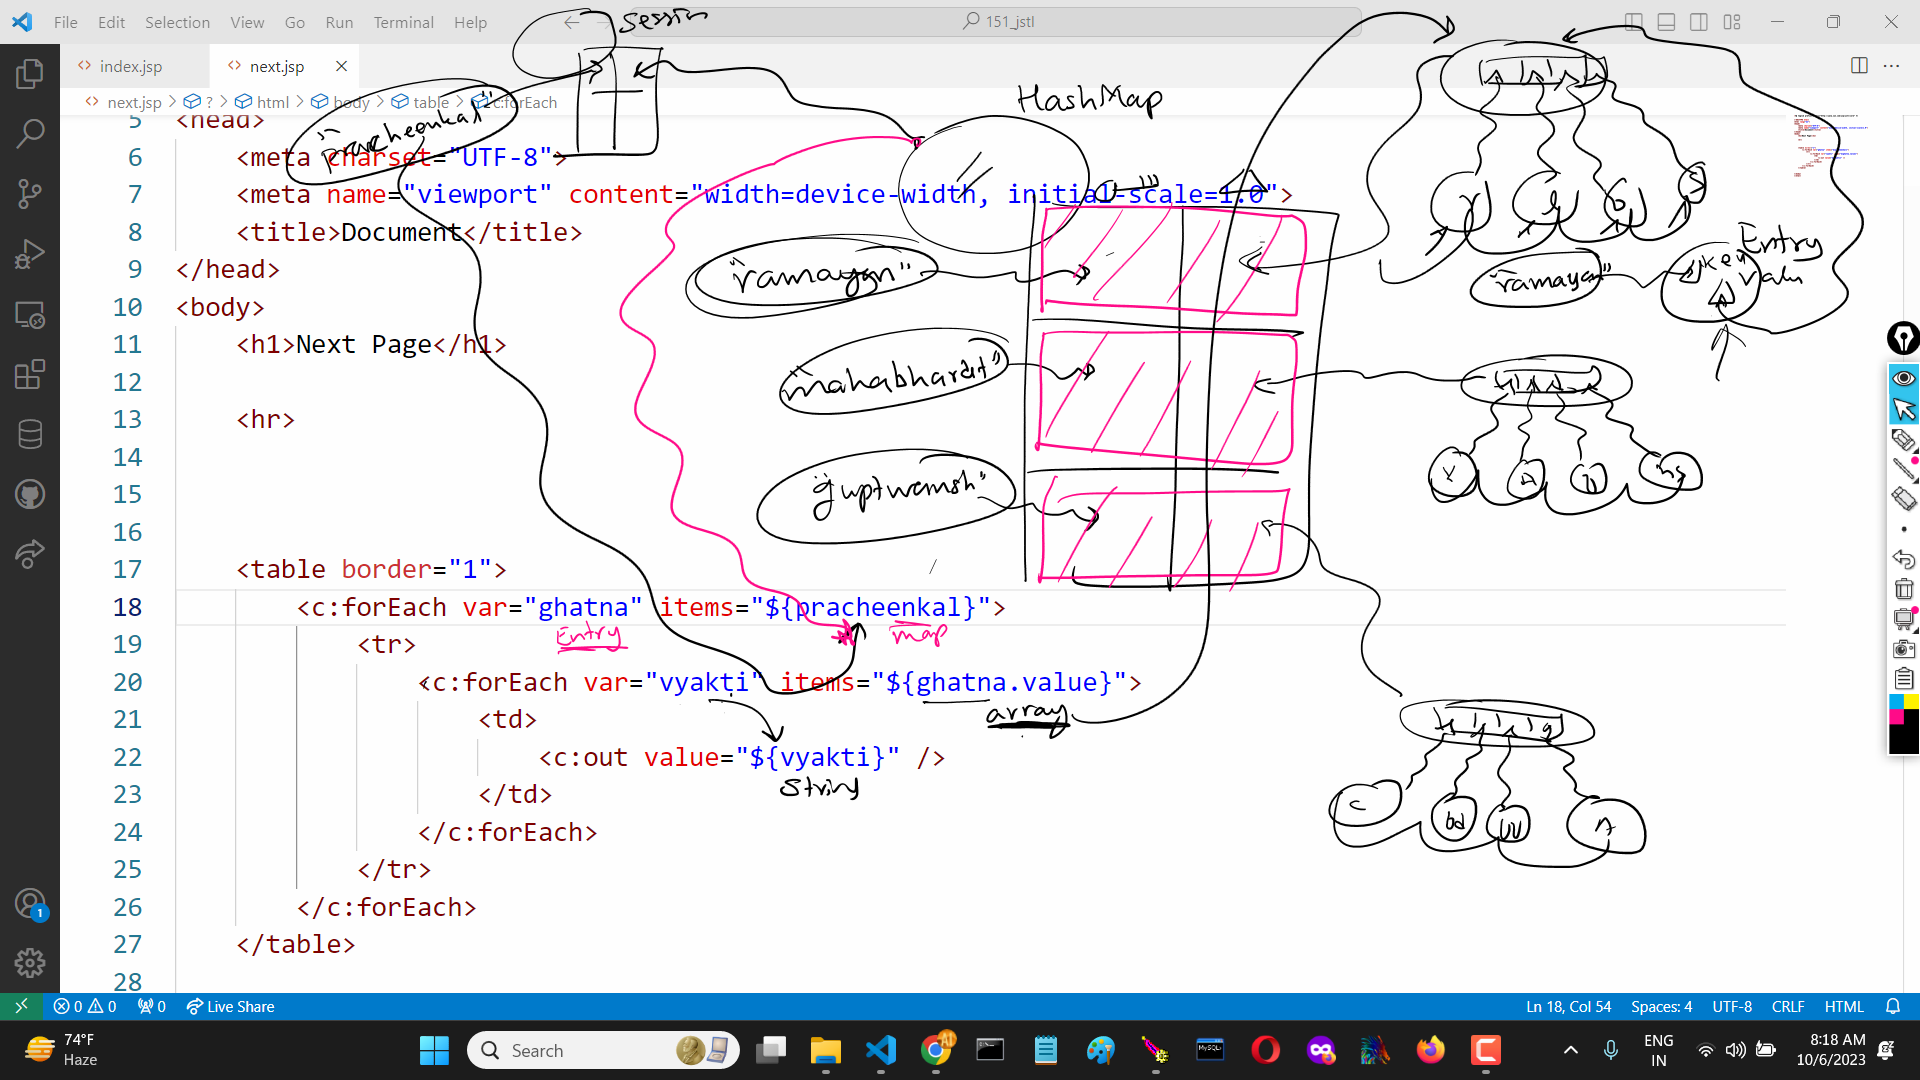 File Edit Selection View Go Run Terminal Help
151_jstl
session
index.jsp
next.jsp
next.jsp > ? > html > body > table > c:forEach
"pracheenkal"
HashMap
5 <head>
6 <meta charset="UTF-8">
7 <meta name="viewport" content="width=device-width, initial-scale=1.0">
8 <title>Document</title>
9 </head>
10 <body>
11 <h1>Next Page</h1>
12
13 <hr>
14
15
16
17 <table border="1">
18 <c:forEach var="ghatna" items="${pracheenkal}">
Entry map
19 <tr>
20 <c:forEach var="vyakti" items="${ghatna.value}">
array
21 <td>
22 <c:out value="${vyakti}" />
String
23 </td>
24 </c:forEach>
25 </tr>
26 </c:forEach>
27 </table>
28
"ramayan"
"mahabharat"
"guptwamsh"
Entry
"ramayan"
key
Valu
0 0 0 Live Share
Ln 18, Col 54 Spaces: 4 UTF-8 CRLF HTML
74°F
Haze
Search
ENG
IN
8:18 AM
10/6/2023